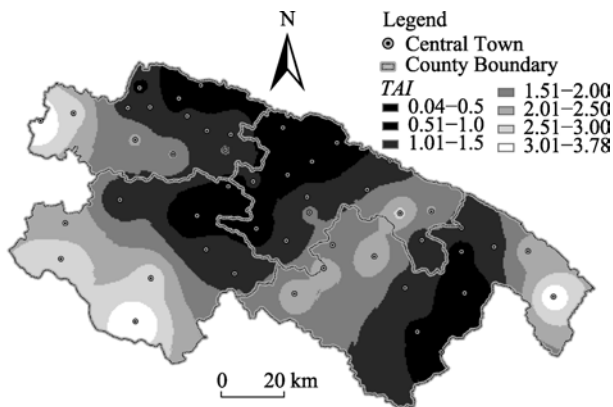 N
Legend
Central Town
County Boundary
TAI
0.04–0.5
0.51–1.0
1.01–1.5
1.51–2.00
2.01–2.50
2.51–3.00
3.01–3.78
0 20 km